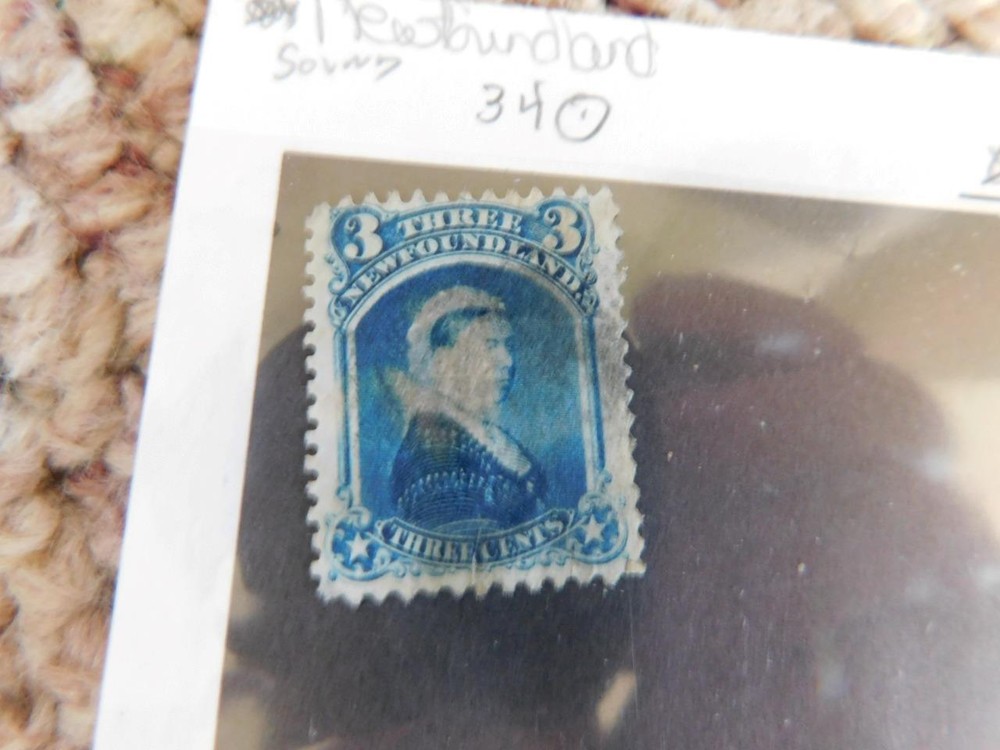 Newfoundland
Sound
34
3 THREE 3
NEWFOUNDLAND.
THREE CENTS